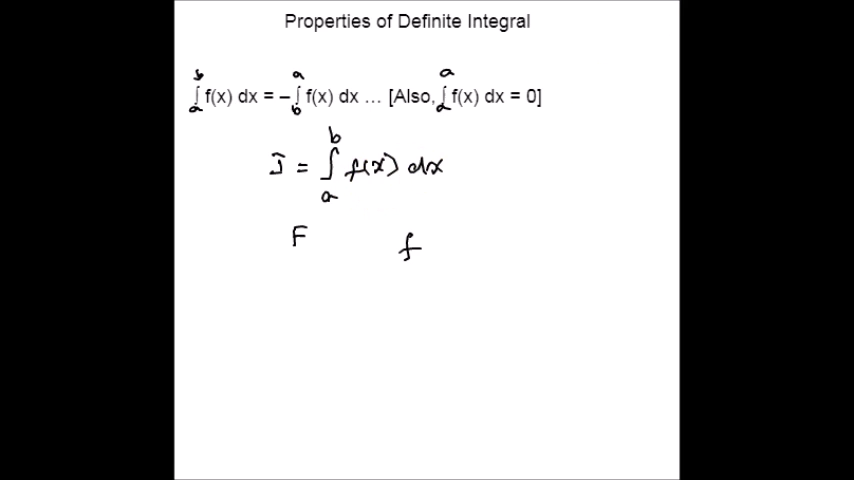 Properties of Definite Integral
∫ₐᵇ f(x) dx = – ∫ᵦᵃ f(x) dx … [Also, ∫ₐᵃ f(x) dx = 0]
I = ∫ₐᵇ f(x) dx
F f